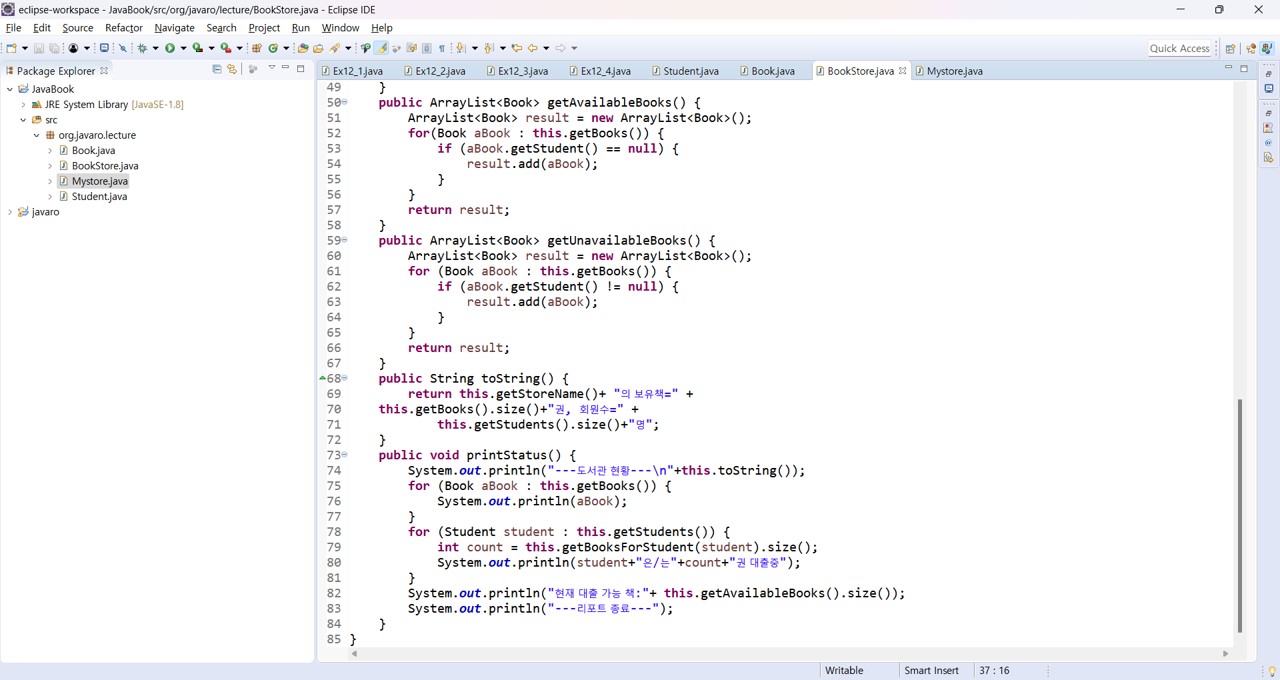 eclipse-workspace - JavaBook/src/org/javaro/lecture/BookStore.java - Eclipse IDE
File Edit Source Refactor Navigate Search Project Run Window Help
Quick Access
Package Explorer
Ex12_1.java Ex12_2.java Ex12_3.java Ex12_4.java Student.java Book.java BookStore.java Mystore.java
JavaBook
JRE System Library [JavaSE-1.8]
src
org.javaro.lecture
Book.java
BookStore.java
Mystore.java
Student.java
javaro
49     }
50     public ArrayList<Book> getAvailableBooks() {
51         ArrayList<Book> result = new ArrayList<Book>();
52         for(Book aBook : this.getBooks()) {
53             if (aBook.getStudent() == null) {
54                 result.add(aBook);
55             }
56         }
57         return result;
58     }
59     public ArrayList<Book> getUnavailableBooks() {
60         ArrayList<Book> result = new ArrayList<Book>();
61         for (Book aBook : this.getBooks()) {
62             if (aBook.getStudent() != null) {
63                 result.add(aBook);
64             }
65         }
66         return result;
67     }
68     public String toString() {
69         return this.getStoreName()+ "의 보유책=" +
70     this.getBooks().size()+"권, 회원수=" +
71             this.getStudents().size()+"명";
72     }
73     public void printStatus() {
74         System.out.println("---도서관 현황---\n"+this.toString());
75         for (Book aBook : this.getBooks()) {
76             System.out.println(aBook);
77         }
78         for (Student student : this.getStudents()) {
79             int count = this.getBooksForStudent(student).size();
80             System.out.println(student+"은/는"+count+"권 대출중");
81         }
82         System.out.println("현재 대출 가능 책:"+ this.getAvailableBooks().size());
83         System.out.println("---리포트 종료---");
84     }
85 }
Writable Smart Insert 37 : 16